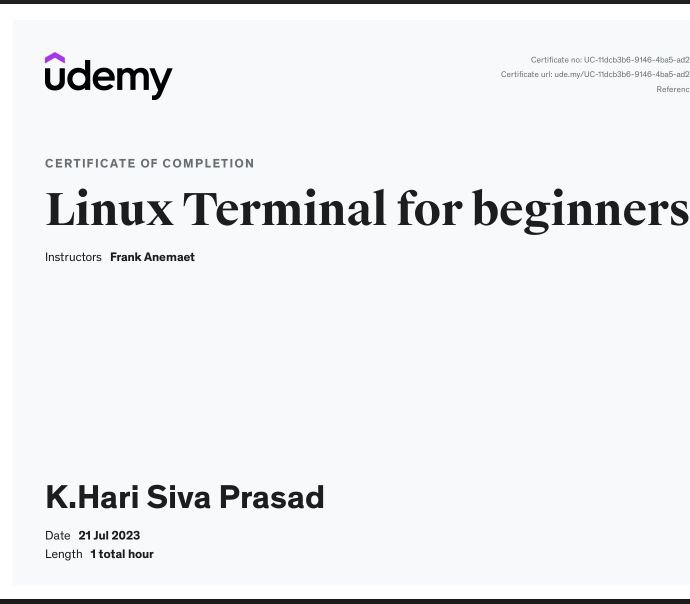 udemy
Certificate no: UC-11dcb3b6-9146-4ba5-ad2
Certificate url: ude.my/UC-11dcb3b6-9146-4ba5-ad2
Referenc
CERTIFICATE OF COMPLETION
Linux Terminal for beginners
Instructors Frank Anemaet
K.Hari Siva Prasad
Date 21 Jul 2023
Length 1 total hour